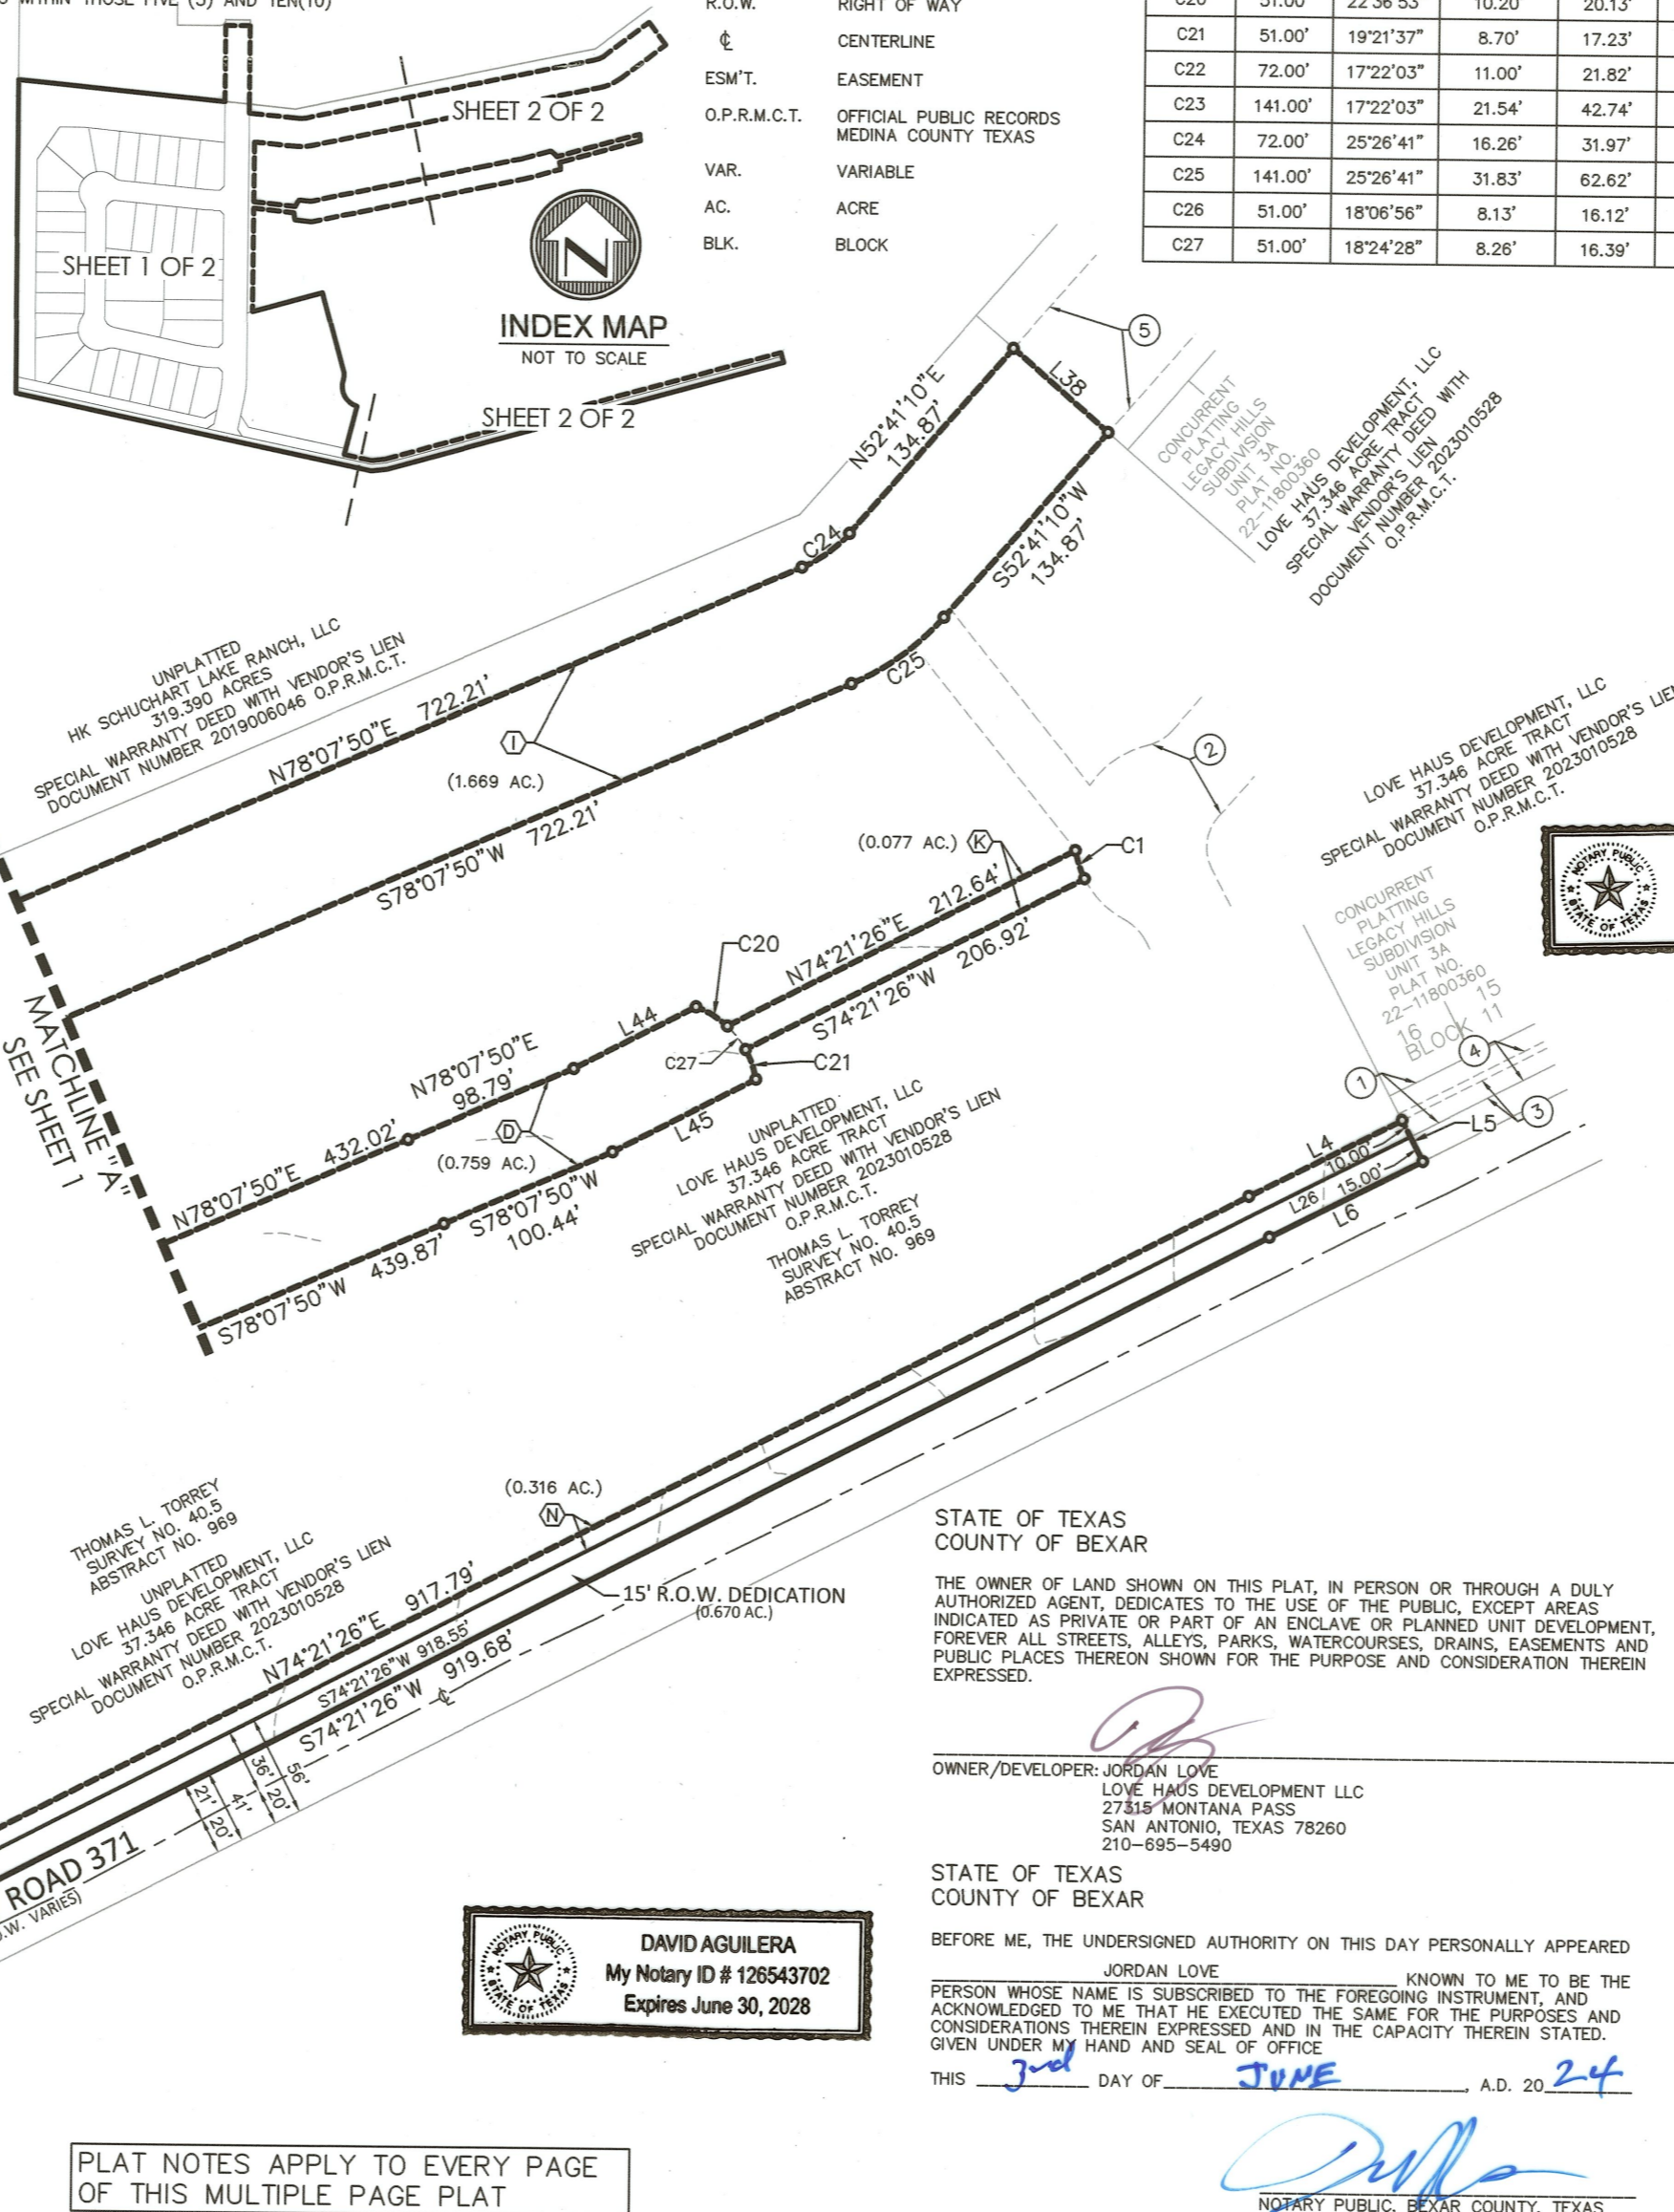 WITHIN THOSE FIVE (5) AND TEN(10)
SHEET 2 OF 2
SHEET 1 OF 2
INDEX MAP
NOT TO SCALE
SHEET 2 OF 2
N
R.O.W. RIGHT OF WAY
℄ CENTERLINE
ESM'T. EASEMENT
O.P.R.M.C.T. OFFICIAL PUBLIC RECORDS
MEDINA COUNTY TEXAS
VAR. VARIABLE
AC. ACRE
BLK. BLOCK
C20 51.00' 22°36'53" 10.20' 20.13'
C21 51.00' 19°21'37" 8.70' 17.23'
C22 72.00' 17°22'03" 11.00' 21.82'
C23 141.00' 17°22'03" 21.54' 42.74'
C24 72.00' 25°26'41" 16.26' 31.97'
C25 141.00' 25°26'41" 31.83' 62.62'
C26 51.00' 18°06'56" 8.13' 16.12'
C27 51.00' 18°24'28" 8.26' 16.39'
5
L38
N52°41'10"E
134.87'
C24
S52°41'10"W
134.87'
C25
CONCURRENT
PLATTING
LEGACY HILLS
SUBDIVISION
UNIT 3A
PLAT NO.
22-11800360
LOVE HAUS DEVELOPMENT, LLC
37.346 ACRE TRACT
SPECIAL WARRANTY DEED WITH
VENDOR'S LIEN
DOCUMENT NUMBER 2023010528
O.P.R.M.C.T.
UNPLATTED
HK SCHUCHART LAKE RANCH, LLC
319.390 ACRES
SPECIAL WARRANTY DEED WITH VENDOR'S LIEN
DOCUMENT NUMBER 2019006046 O.P.R.M.C.T.
N78°07'50"E 722.21'
I
(1.669 AC.)
S78°07'50"W 722.21'
2
LOVE HAUS DEVELOPMENT, LLC
37.346 ACRE TRACT
SPECIAL WARRANTY DEED WITH VENDOR'S LIEN
DOCUMENT NUMBER 2023010528
O.P.R.M.C.T.
NOTARY PUBLIC
STATE OF TEXAS
(0.077 AC.) K
C1
N74°21'26"E 212.64'
S74°21'26"W 206.92'
C20
L44
C27
C21
L45
N78°07'50"E
98.79'
D
(0.759 AC.)
N78°07'50"E 432.02'
S78°07'50"W
100.44'
S78°07'50"W 439.87'
MATCHLINE "A"
SEE SHEET 1
CONCURRENT
PLATTING
LEGACY HILLS
SUBDIVISION
UNIT 3A
PLAT NO.
22-11800360
15
16
BLOCK 11
4
1
3
L5
L4
10.00'
L26 15.00'
L6
UNPLATTED
LOVE HAUS DEVELOPMENT, LLC
37.346 ACRE TRACT
SPECIAL WARRANTY DEED WITH VENDOR'S LIEN
DOCUMENT NUMBER 2023010528
O.P.R.M.C.T.
THOMAS L. TORREY
SURVEY NO. 40.5
ABSTRACT NO. 969
THOMAS L. TORREY
SURVEY NO. 40.5
ABSTRACT NO. 969
UNPLATTED
LOVE HAUS DEVELOPMENT, LLC
37.346 ACRE TRACT
SPECIAL WARRANTY DEED WITH VENDOR'S LIEN
DOCUMENT NUMBER 2023010528
O.P.R.M.C.T.
(0.316 AC.)
N
15' R.O.W. DEDICATION
(0.670 AC.)
N74°21'26"E 917.79'
S74°21'26"W 918.55'
S74°21'26"W 919.68'
℄
36' 56'
20'
21' 41'
20'
ROAD 371
W. VARIES)
STATE OF TEXAS
COUNTY OF BEXAR
THE OWNER OF LAND SHOWN ON THIS PLAT, IN PERSON OR THROUGH A DULY
AUTHORIZED AGENT, DEDICATES TO THE USE OF THE PUBLIC, EXCEPT AREAS
INDICATED AS PRIVATE OR PART OF AN ENCLAVE OR PLANNED UNIT DEVELOPMENT,
FOREVER ALL STREETS, ALLEYS, PARKS, WATERCOURSES, DRAINS, EASEMENTS AND
PUBLIC PLACES THEREON SHOWN FOR THE PURPOSE AND CONSIDERATION THEREIN
EXPRESSED.
OWNER/DEVELOPER: JORDAN LOVE
LOVE HAUS DEVELOPMENT LLC
27315 MONTANA PASS
SAN ANTONIO, TEXAS 78260
210-695-5490
STATE OF TEXAS
COUNTY OF BEXAR
BEFORE ME, THE UNDERSIGNED AUTHORITY ON THIS DAY PERSONALLY APPEARED
JORDAN LOVE KNOWN TO ME TO BE THE
PERSON WHOSE NAME IS SUBSCRIBED TO THE FOREGOING INSTRUMENT, AND
ACKNOWLEDGED TO ME THAT HE EXECUTED THE SAME FOR THE PURPOSES AND
CONSIDERATIONS THEREIN EXPRESSED AND IN THE CAPACITY THEREIN STATED.
GIVEN UNDER MY HAND AND SEAL OF OFFICE
THIS 3rd DAY OF JUNE, A.D. 20 24
NOTARY PUBLIC, BEXAR COUNTY, TEXAS
NOTARY PUBLIC
STATE OF TEXAS
DAVID AGUILERA
My Notary ID # 126543702
Expires June 30, 2028
PLAT NOTES APPLY TO EVERY PAGE
OF THIS MULTIPLE PAGE PLAT